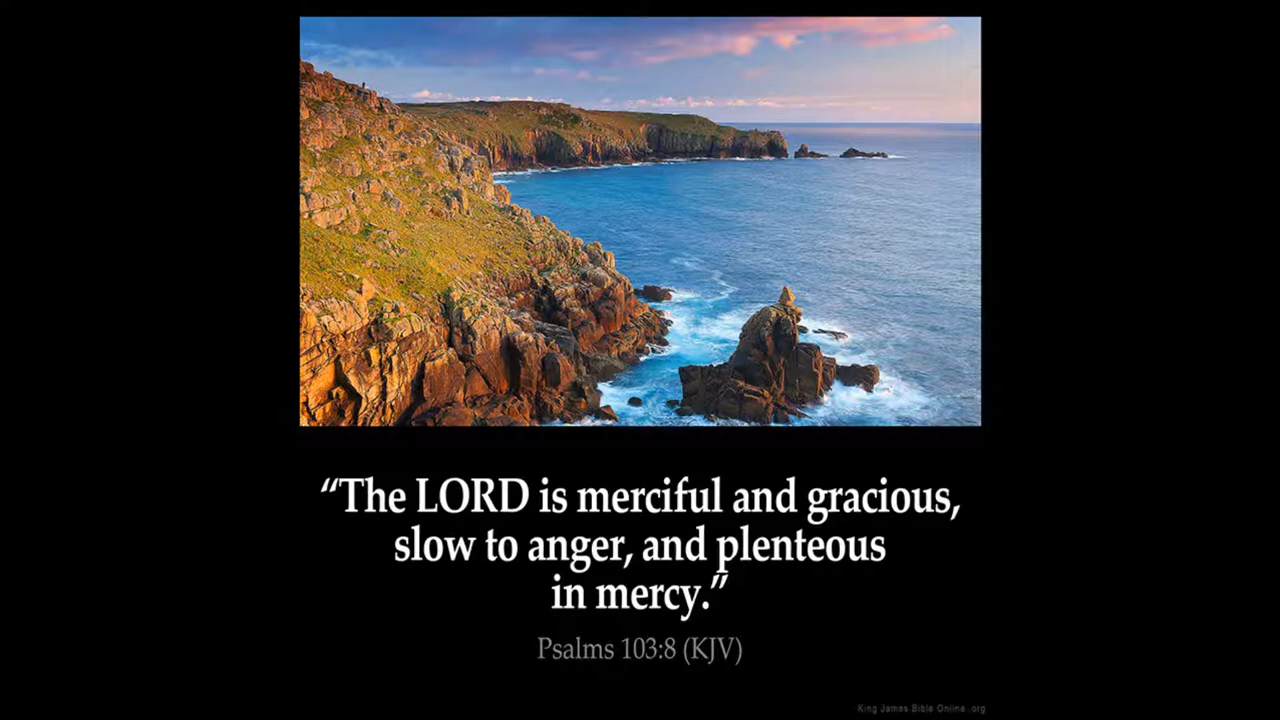 “The LORD is merciful and gracious,
slow to anger, and plenteous
in mercy.”
Psalms 103:8 (KJV)
King James Bible Online .org